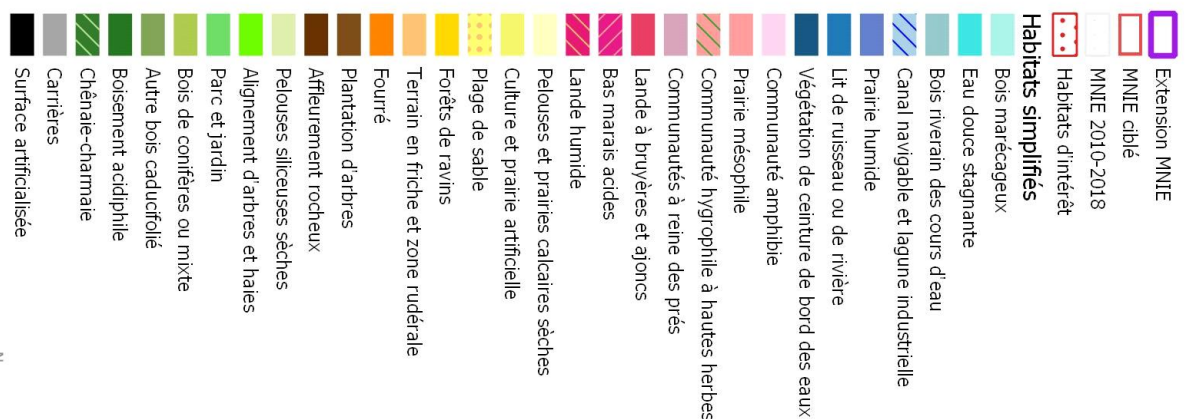 Extension MNIE
MNIE ciblé
MNIE 2010-2018
Habitats d'intérêt
Habitats simplifiés
Bois marécageux
Eau douce stagnante
Bois riverain des cours d'eau
Canal navigable et lagune industrielle
Prairie humide
Lit de ruisseau ou de rivière
Végétation de ceinture de bord des eaux
Communauté amphibie
Prairie mésophile
Communauté hygrophile à hautes herbes
Communautés à reine des prés
Lande à bruyères et ajoncs
Bas marais acides
Lande humide
Pelouses et prairies calcaires sèches
Culture et prairie artificielle
Plage de sable
Forêts de ravins
Terrain en friche et zone rudérale
Fourré
Plantation d'arbres
Affleurement rocheux
Pelouses siliceuses sèches
Alignement d'arbres et haies
Parc et jardin
Bois de conifères ou mixte
Autre bois caducifolié
Boisement acidiphile
Chênaie-charmaie
Carrières
Surface artificialisée